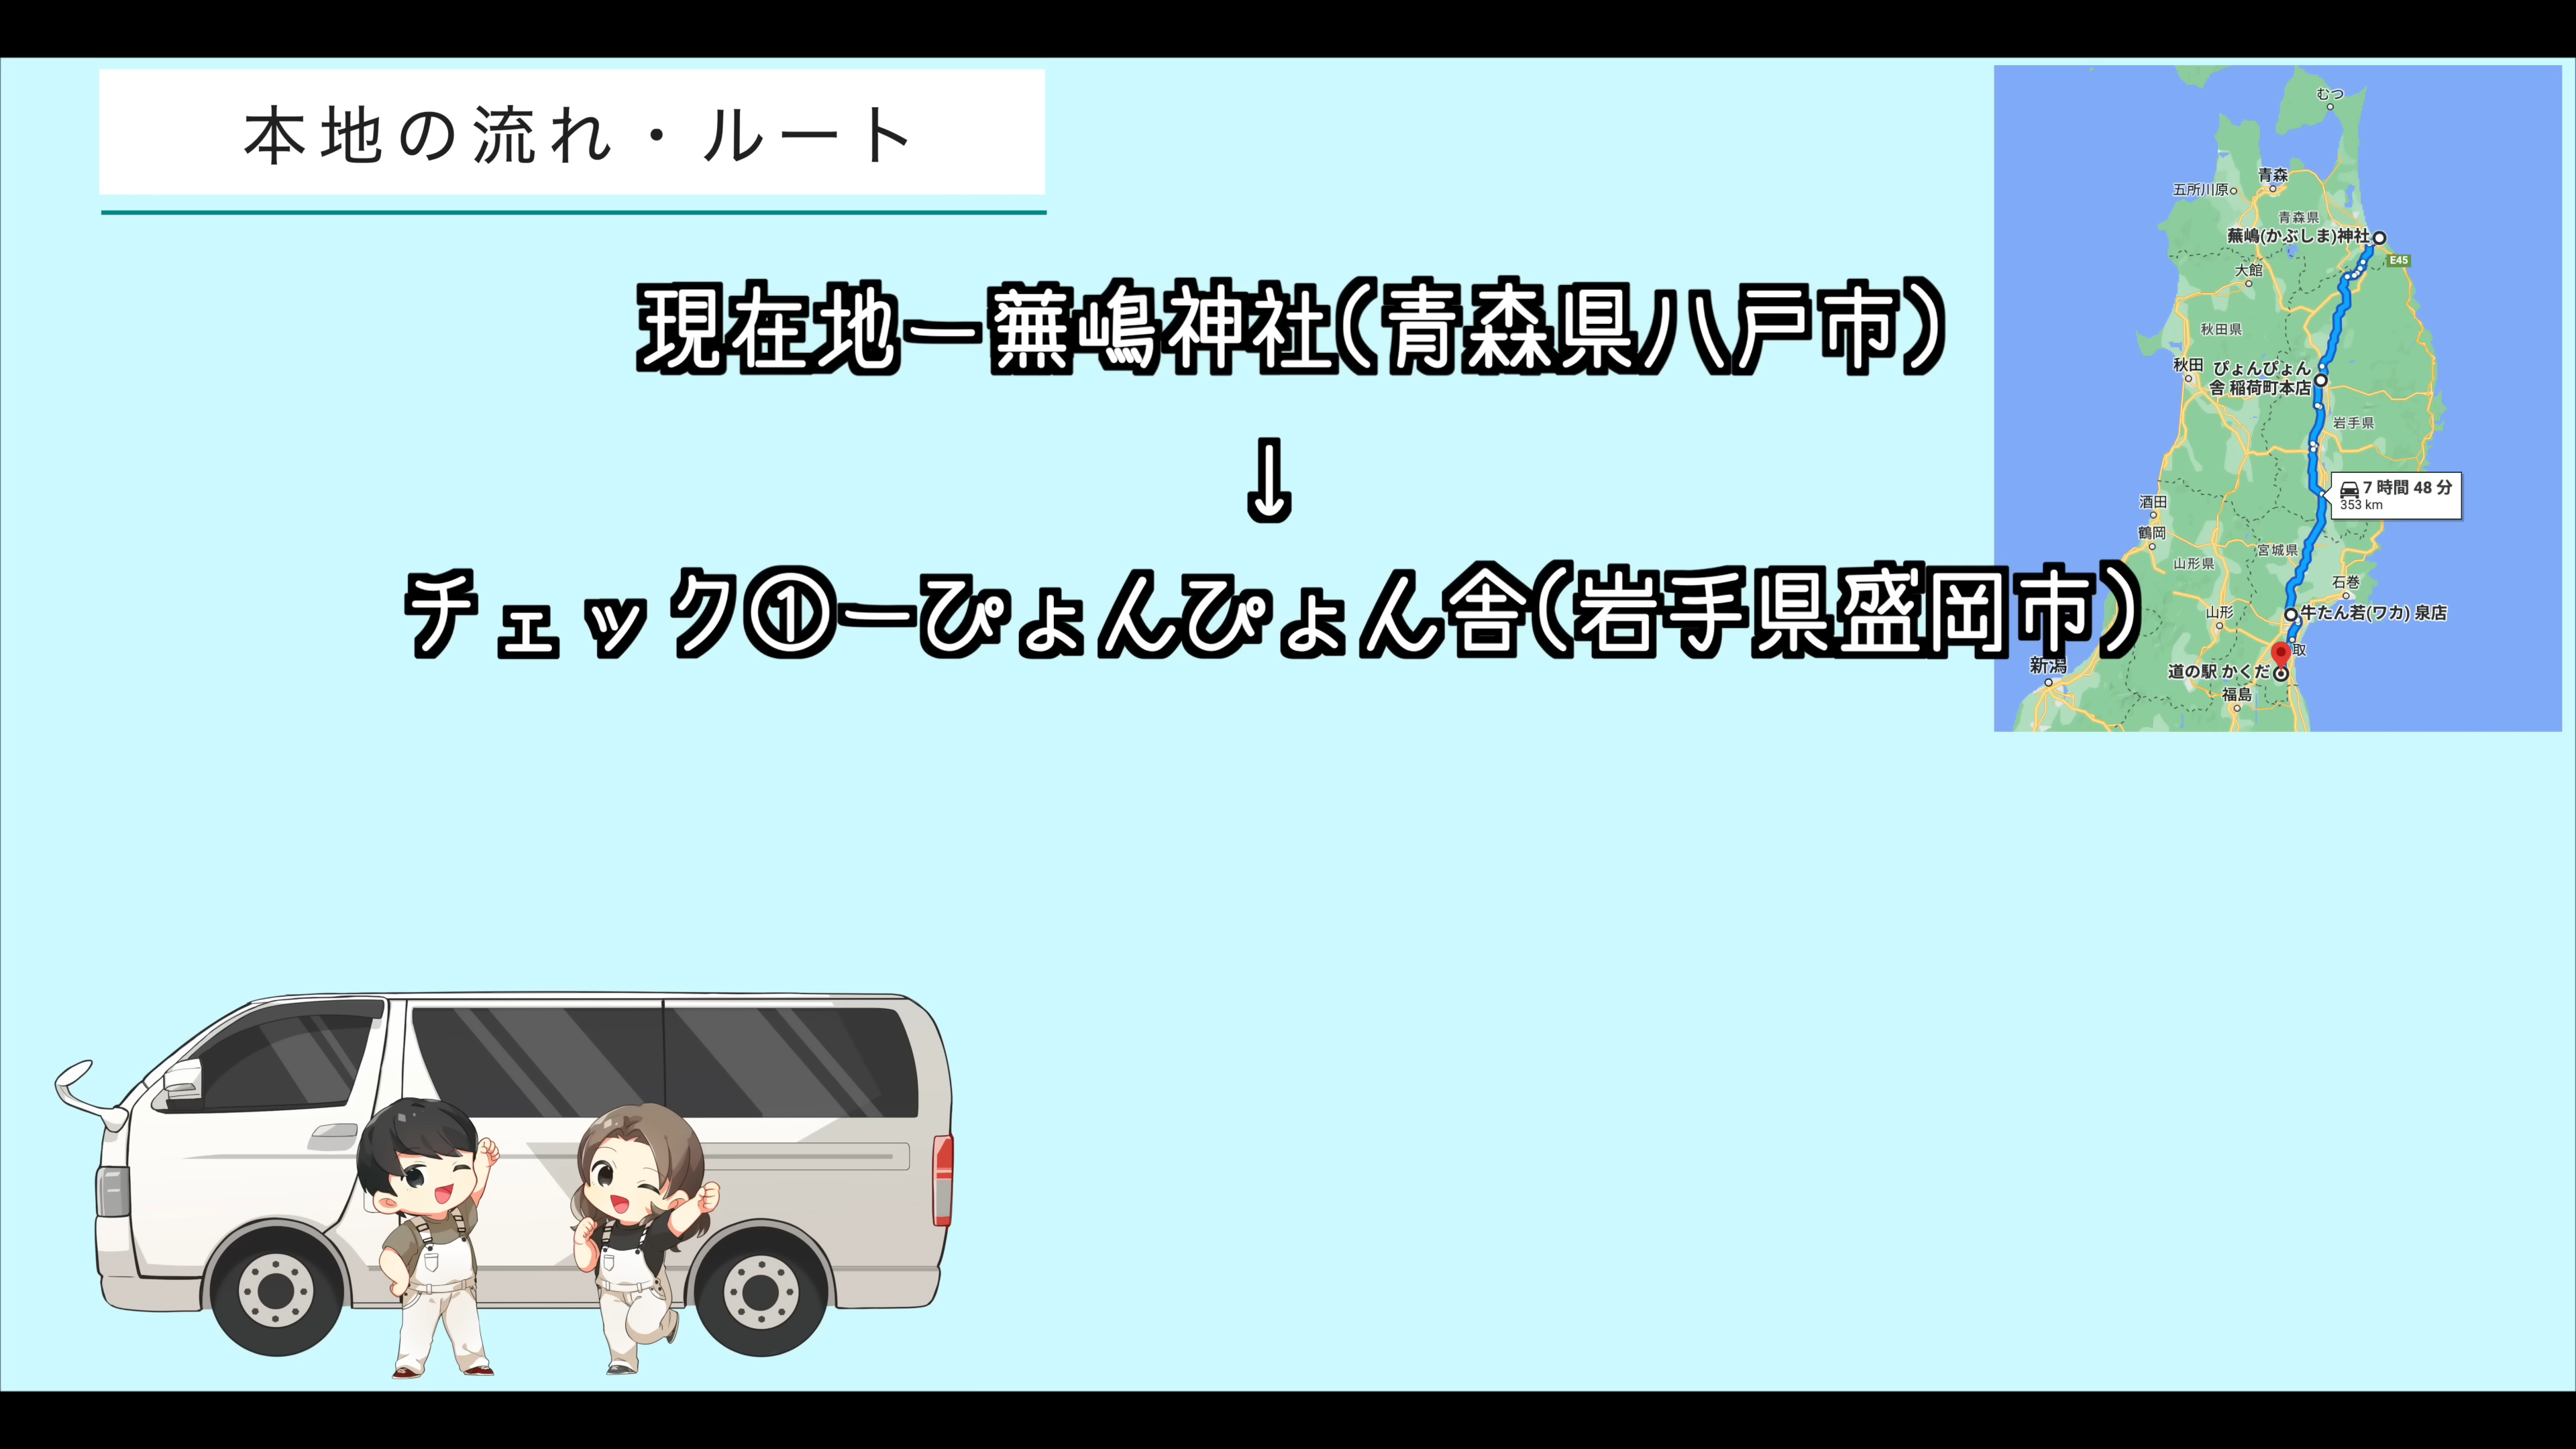 本地の流れ・ルート
現在地ー蕪嶋神社(青森県八戸市)
↓
チェック①ーぴょんぴょん舎(岩手県盛岡市)
むつ
青森
五所川原
青森県
蕪嶋(かぶしま)神社
E45
大館
秋田県
秋田
ぴょんぴょん
舎 稲荷町本店
岩手県
7 時間 48 分
353 km
酒田
鶴岡
宮城県
山形県
石巻
山形
牛たん若(ワカ) 泉店
取
新潟
道の駅 かくだ
福島